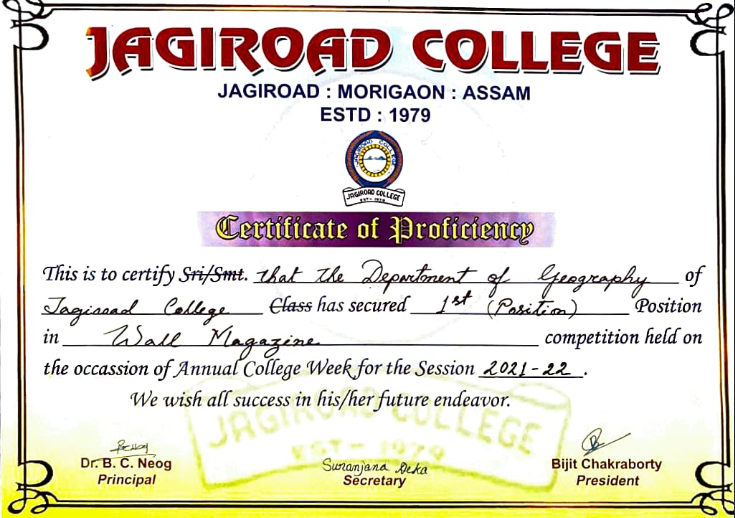 JAGIROAD COLLEGE
JAGIROAD : MORIGAON : ASSAM
ESTD : 1979
JAGIROAD COLLEGE
EST - 1979
Certificate of Proficiency
This is to certify Sri/Smt. that the Department of Geography of
Jagiroad College Class has secured 1st (Position) Position
in Wall Magazine competition held on
the occassion of Annual College Week for the Session 2021-22.
We wish all success in his/her future endeavor.
JAGIROAD COLLEGE
EST - 1979
Dr. B. C. Neog
Principal
Suranjana Deka
Secretary
Bijit Chakraborty
President